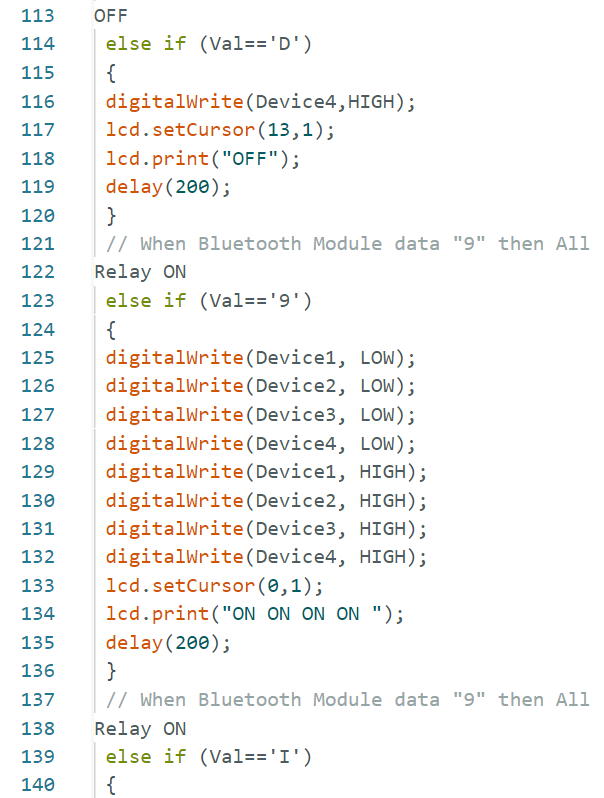 113 OFF
114 else if (Val=='D')
115 {
116 digitalWrite(Device4,HIGH);
117 lcd.setCursor(13,1);
118 lcd.print("OFF");
119 delay(200);
120 }
121 // When Bluetooth Module data "9" then All
122 Relay ON
123 else if (Val=='9')
124 {
125 digitalWrite(Device1, LOW);
126 digitalWrite(Device2, LOW);
127 digitalWrite(Device3, LOW);
128 digitalWrite(Device4, LOW);
129 digitalWrite(Device1, HIGH);
130 digitalWrite(Device2, HIGH);
131 digitalWrite(Device3, HIGH);
132 digitalWrite(Device4, HIGH);
133 lcd.setCursor(0,1);
134 lcd.print("ON ON ON ON ");
135 delay(200);
136 }
137 // When Bluetooth Module data "9" then All
138 Relay ON
139 else if (Val=='I')
140 {